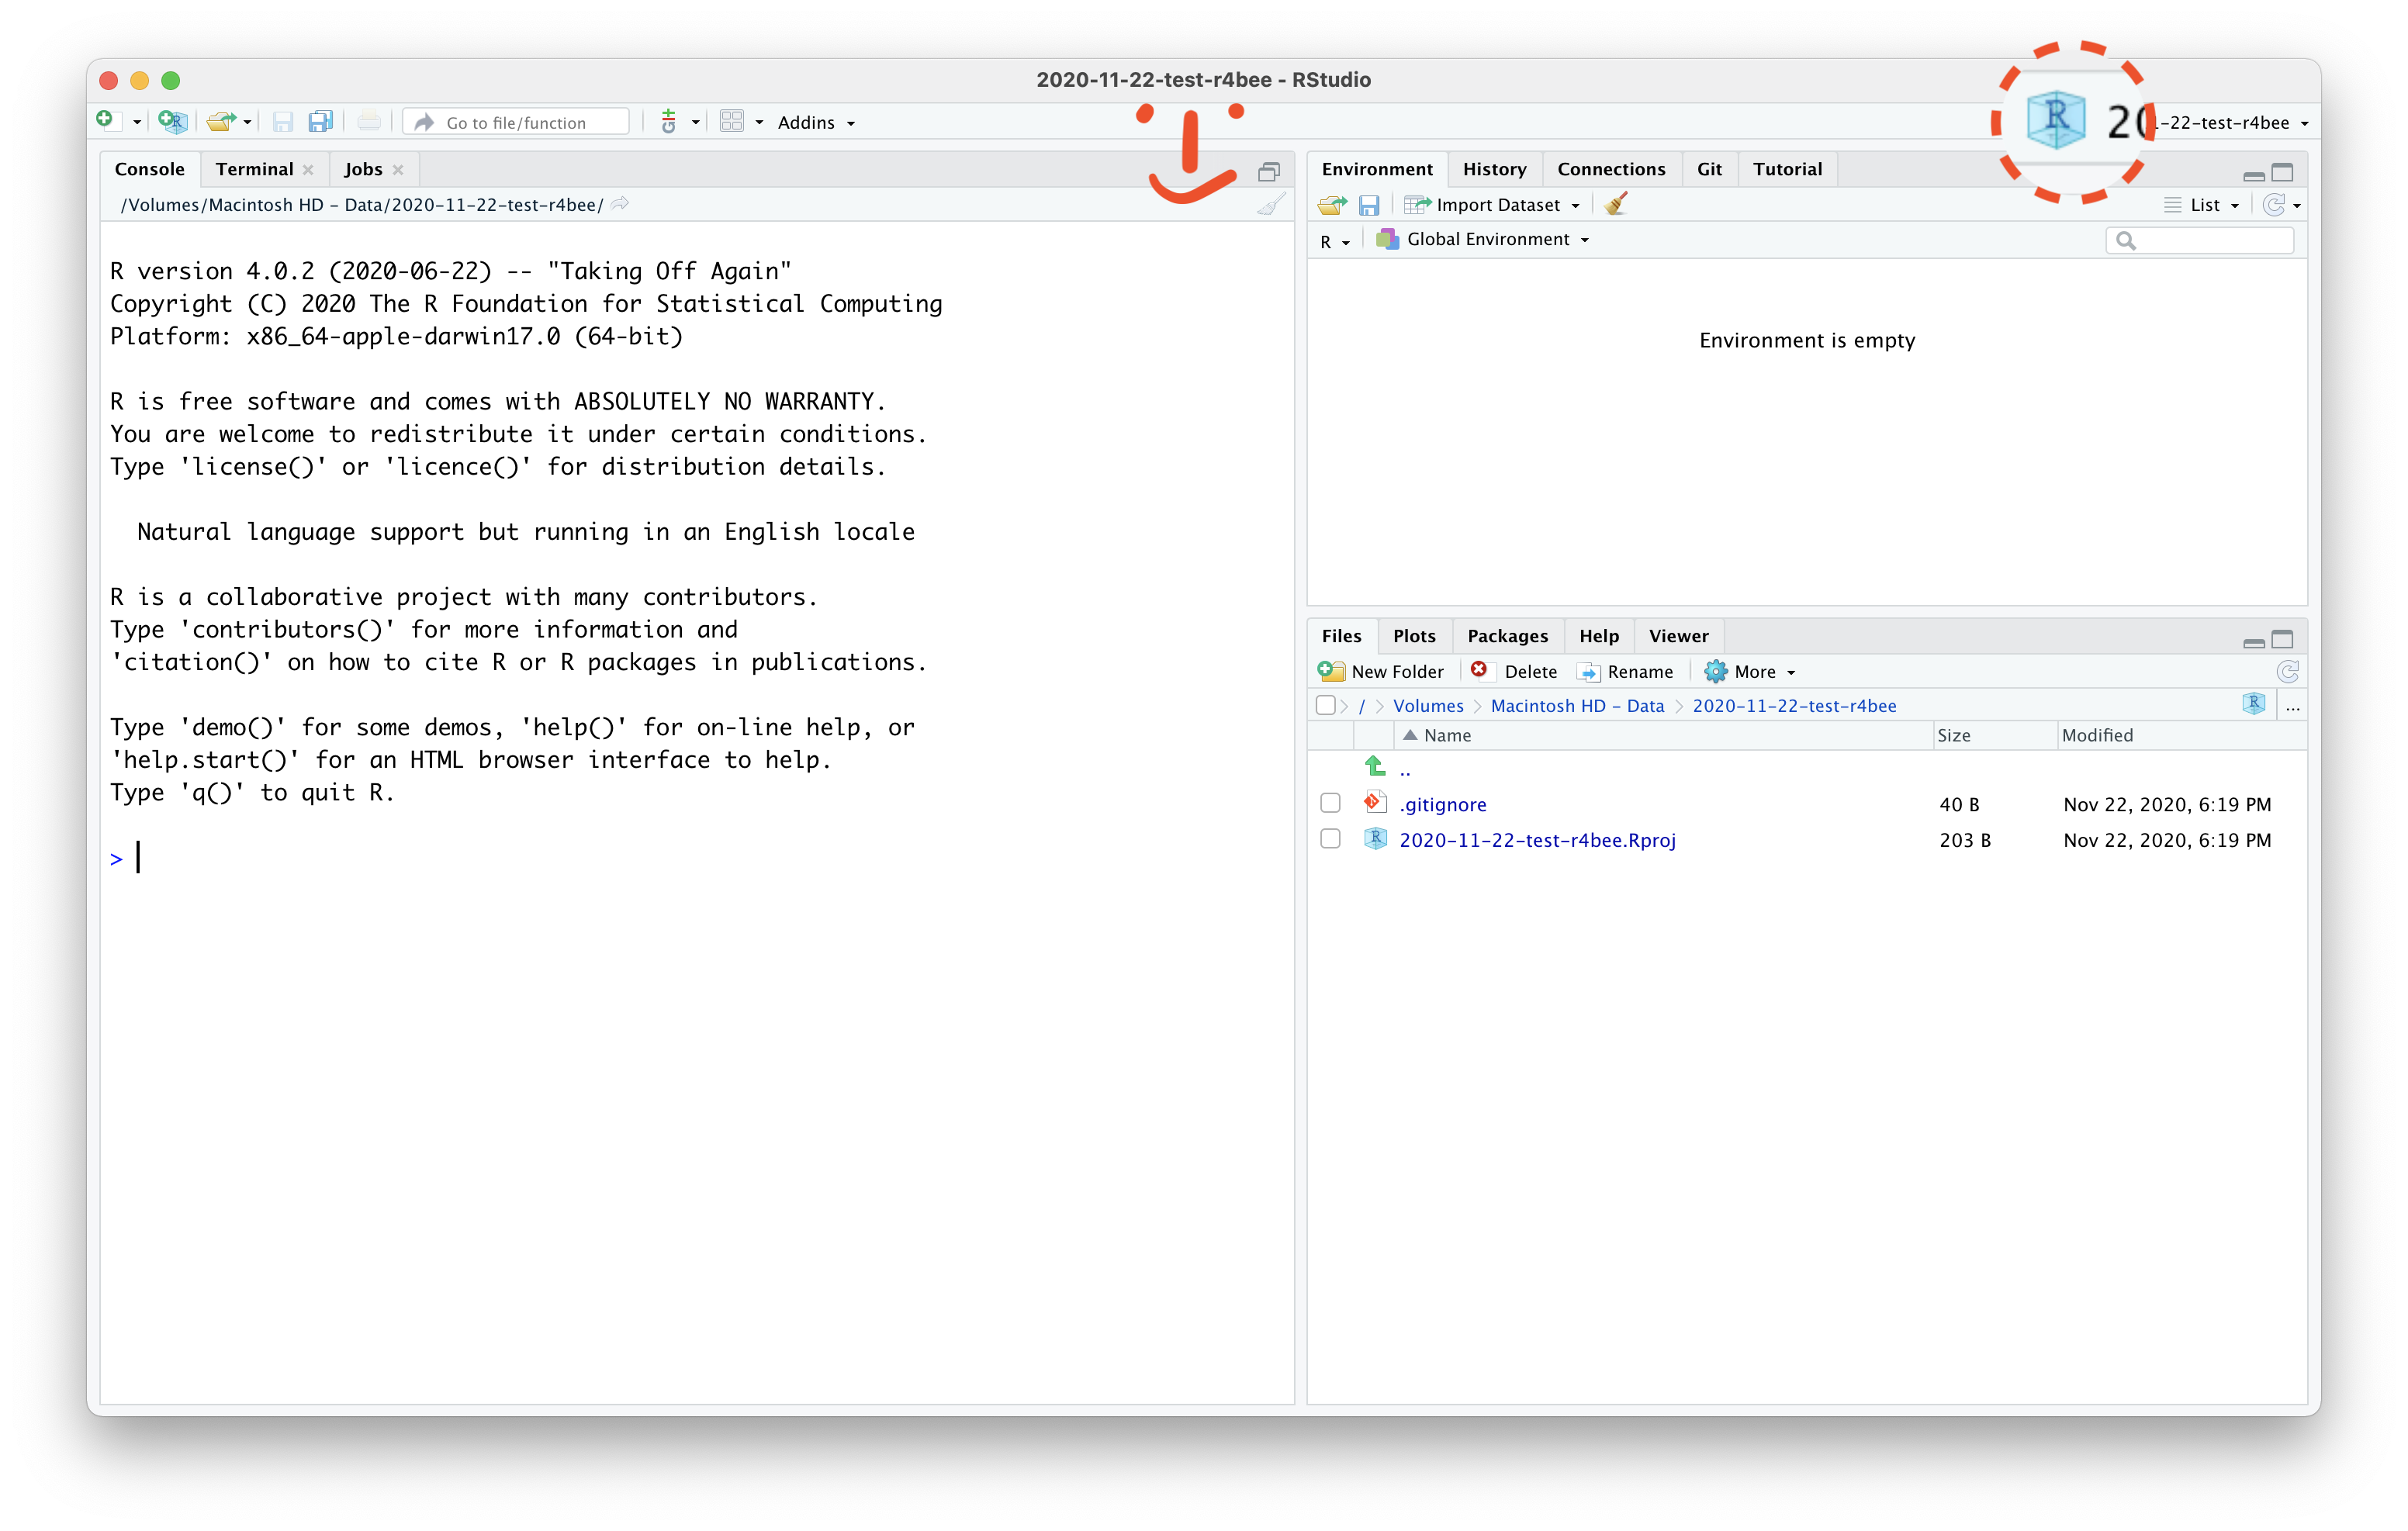 2020-11-22-test-r4bee - RStudio
Go to file/function
Addins
R 20
-22-test-r4bee
Console Terminal Jobs
/Volumes/Macintosh HD - Data/2020-11-22-test-r4bee/
R version 4.0.2 (2020-06-22) -- "Taking Off Again"
Copyright (C) 2020 The R Foundation for Statistical Computing
Platform: x86_64-apple-darwin17.0 (64-bit)
R is free software and comes with ABSOLUTELY NO WARRANTY.
You are welcome to redistribute it under certain conditions.
Type 'license()' or 'licence()' for distribution details.
Natural language support but running in an English locale
R is a collaborative project with many contributors.
Type 'contributors()' for more information and
'citation()' on how to cite R or R packages in publications.
Type 'demo()' for some demos, 'help()' for on-line help, or
'help.start()' for an HTML browser interface to help.
Type 'q()' to quit R.
>
Environment History Connections Git Tutorial
Import Dataset
List
R Global Environment
Environment is empty
Files Plots Packages Help Viewer
New Folder Delete Rename More
/ Volumes Macintosh HD - Data 2020-11-22-test-r4bee ...
Name Size Modified
..
.gitignore 40 B Nov 22, 2020, 6:19 PM
2020-11-22-test-r4bee.Rproj 203 B Nov 22, 2020, 6:19 PM